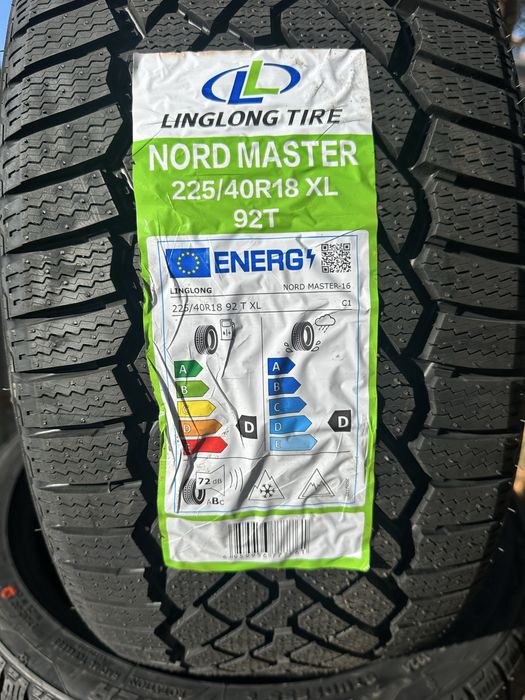 LINGLONG TIRE
NORD MASTER
225/40R18 XL
92T
ENERG
LINGLONG NORD MASTER-16
225/40R18 92 T XL C1
A A
B B
C C
D D D D
E E
72 dB
ABC